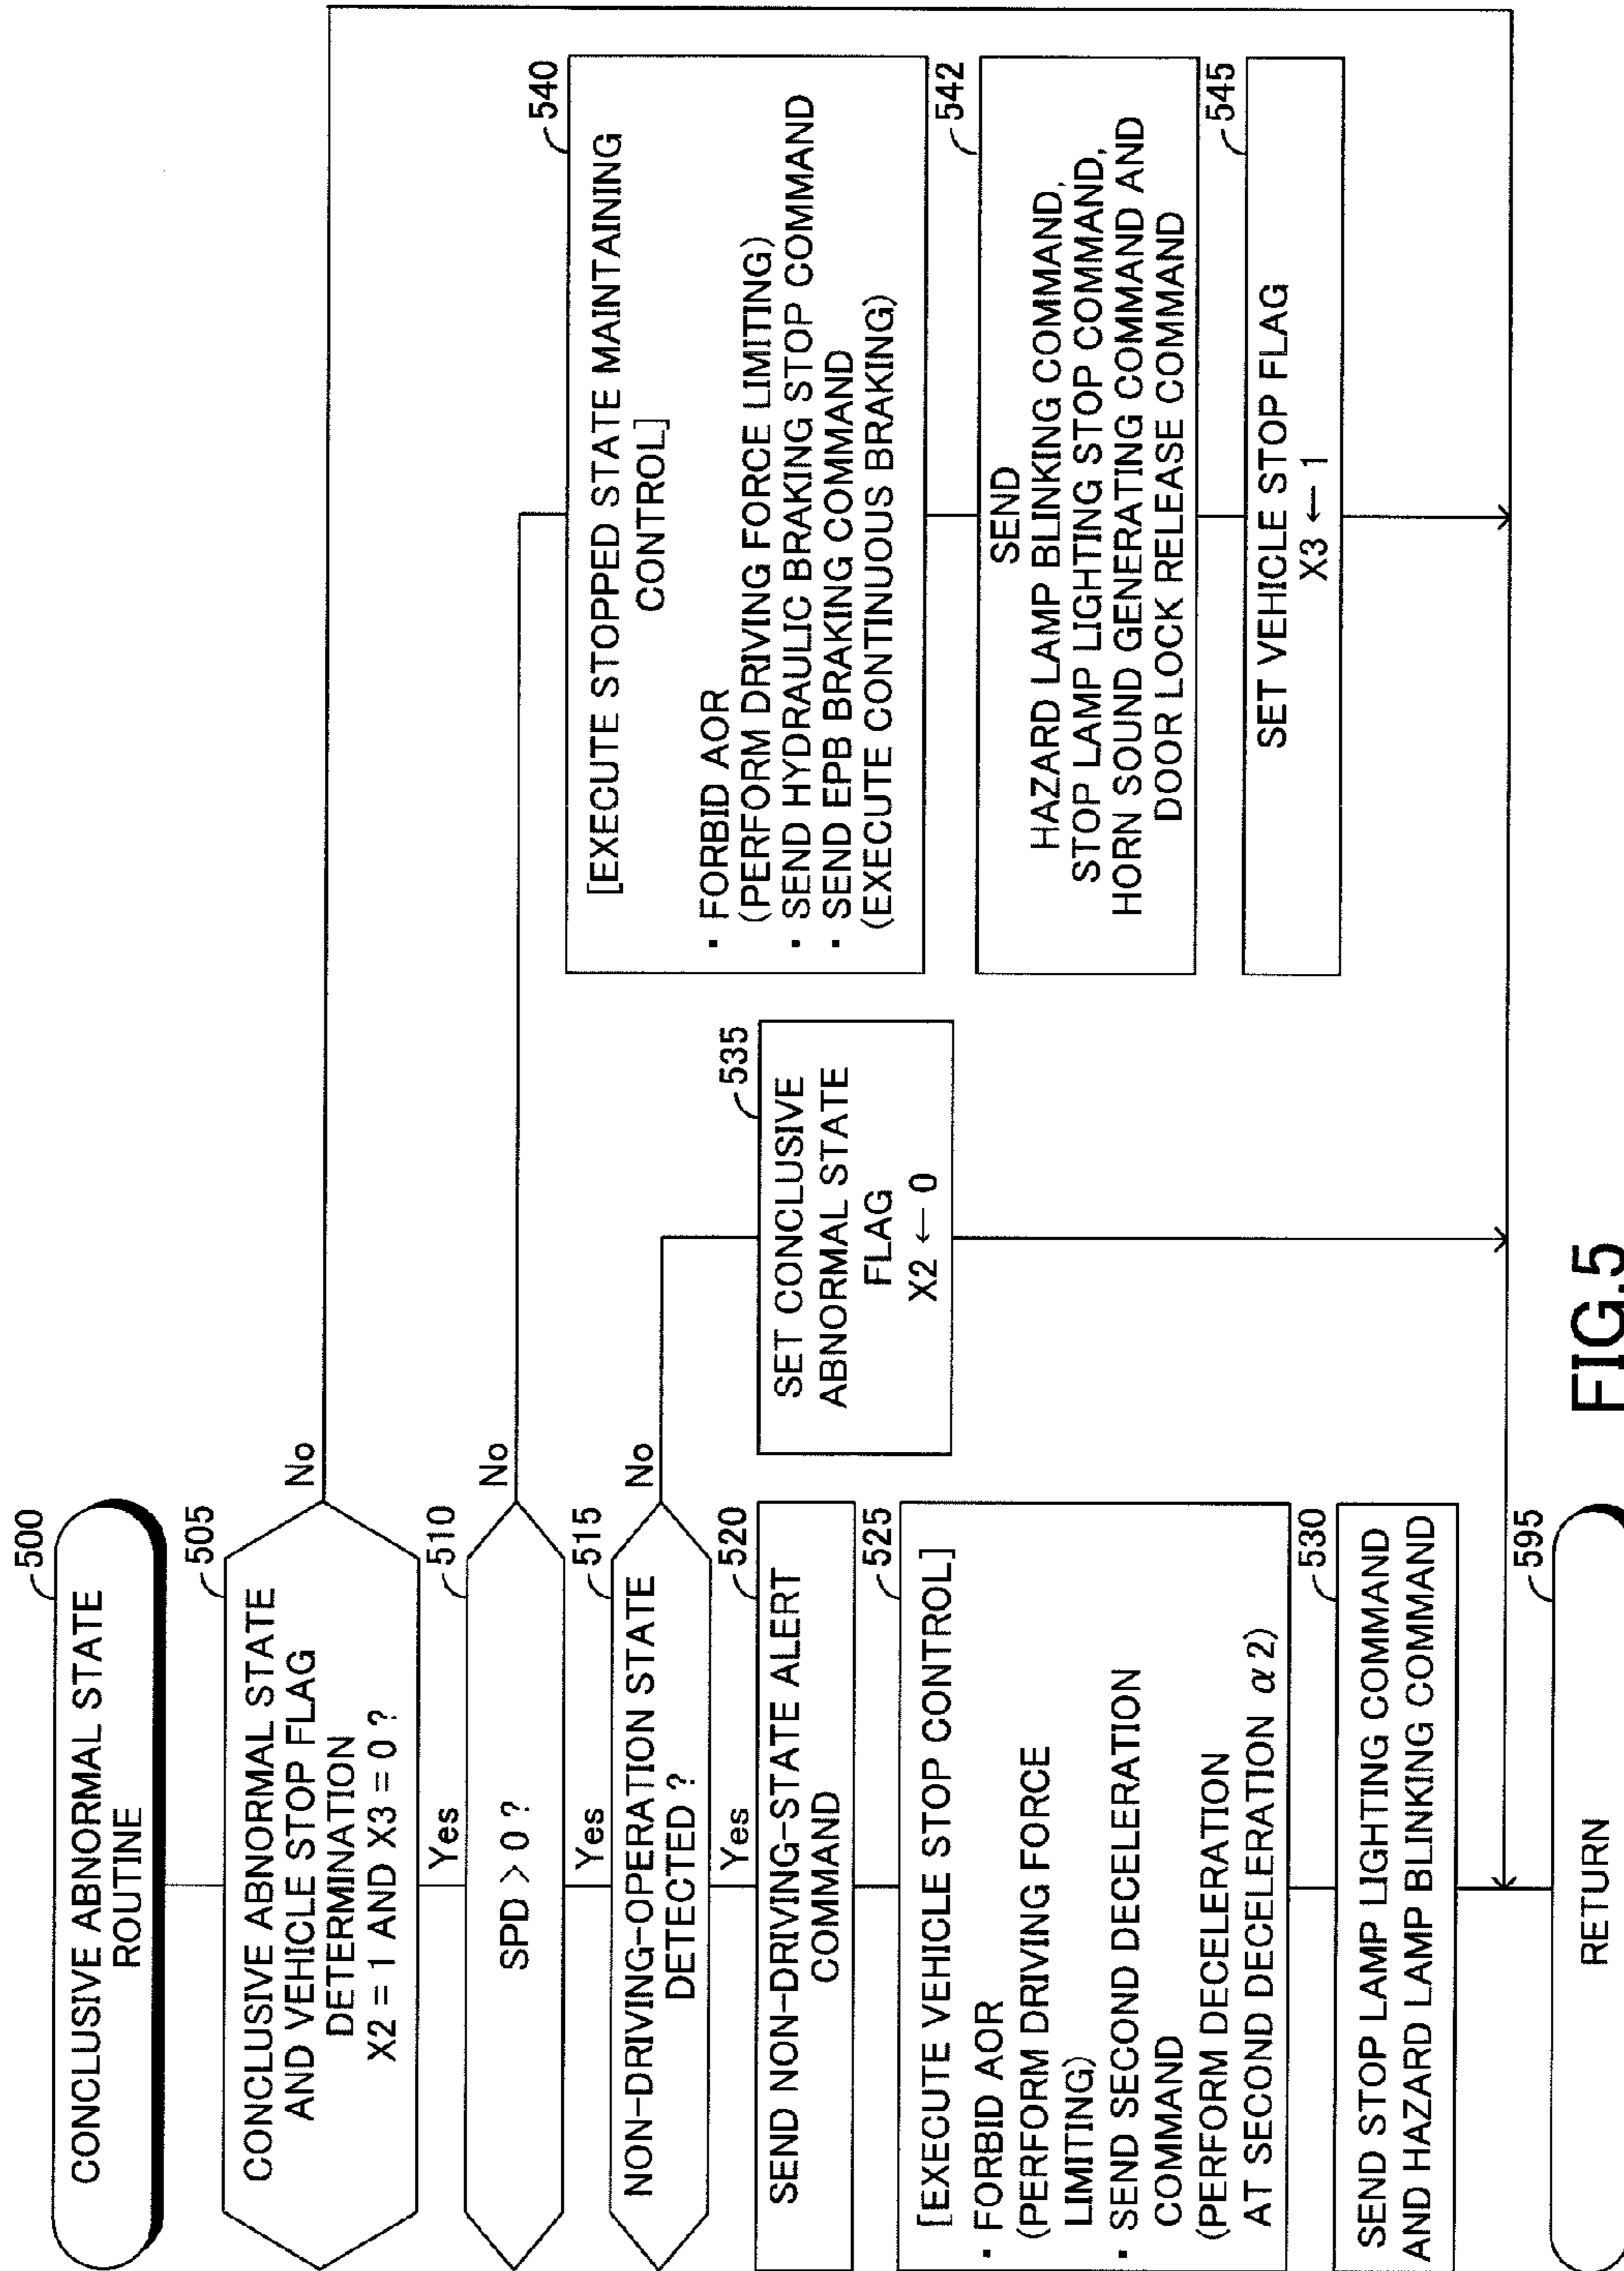 500
CONCLUSIVE ABNORMAL STATE
ROUTINE
505
CONCLUSIVE ABNORMAL STATE
AND VEHICLE STOP FLAG
DETERMINATION
X2 = 1 AND X3 = 0 ?
No
Yes
510
SPD > 0 ?
No
Yes
515
NON-DRIVING-OPERATION STATE
DETECTED ?
No
Yes
520
SEND NON-DRIVING-STATE ALERT
COMMAND
525
[EXECUTE VEHICLE STOP CONTROL]
· FORBID AOR
(PERFORM DRIVING FORCE
LIMITING)
· SEND SECOND DECELERATION
COMMAND
(PERFORM DECELERATION
AT SECOND DECELERATION α2)
530
SEND STOP LAMP LIGHTING COMMAND
AND HAZARD LAMP BLINKING COMMAND
595
RETURN
535
SET CONCLUSIVE
ABNORMAL STATE
FLAG
X2 ← 0
540
[EXECUTE STOPPED STATE MAINTAINING
CONTROL]
· FORBID AOR
(PERFORM DRIVING FORCE LIMITING)
· SEND HYDRAULIC BRAKING STOP COMMAND
· SEND EPB BRAKING COMMAND
(EXECUTE CONTINUOUS BRAKING)
542
SEND
HAZARD LAMP BLINKING COMMAND,
STOP LAMP LIGHTING STOP COMMAND,
HORN SOUND GENERATING COMMAND AND
DOOR LOCK RELEASE COMMAND
545
SET VEHICLE STOP FLAG
X3 ← 1
FIG.5